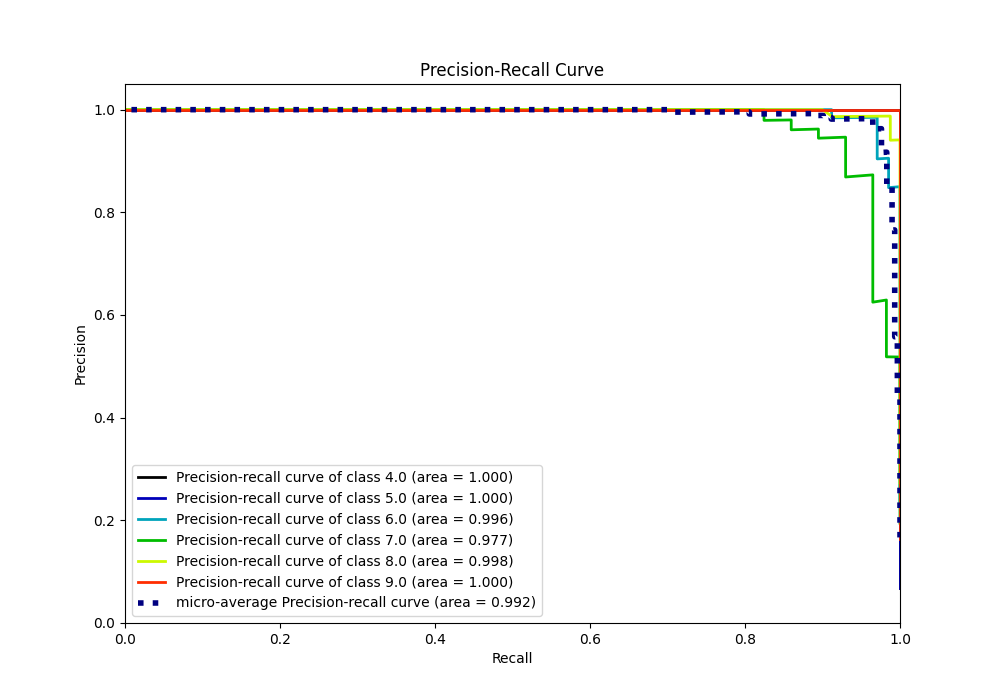 Precision-Recall Curve
1.0
0.8
0.6
0.4
0.2
0.0
Precision
Precision-recall curve of class 4.0 (area = 1.000)
Precision-recall curve of class 5.0 (area = 1.000)
Precision-recall curve of class 6.0 (area = 0.996)
Precision-recall curve of class 7.0 (area = 0.977)
Precision-recall curve of class 8.0 (area = 0.998)
Precision-recall curve of class 9.0 (area = 1.000)
micro-average Precision-recall curve (area = 0.992)
0.0 0.2 0.4 0.6 0.8 1.0
Recall